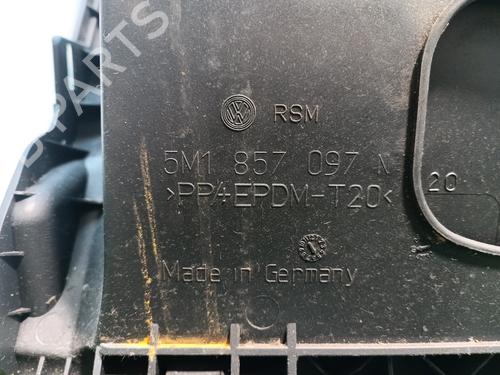 RSM
5M1 857 097 N
>PP+EPDM-T20<
20
Made in Germany